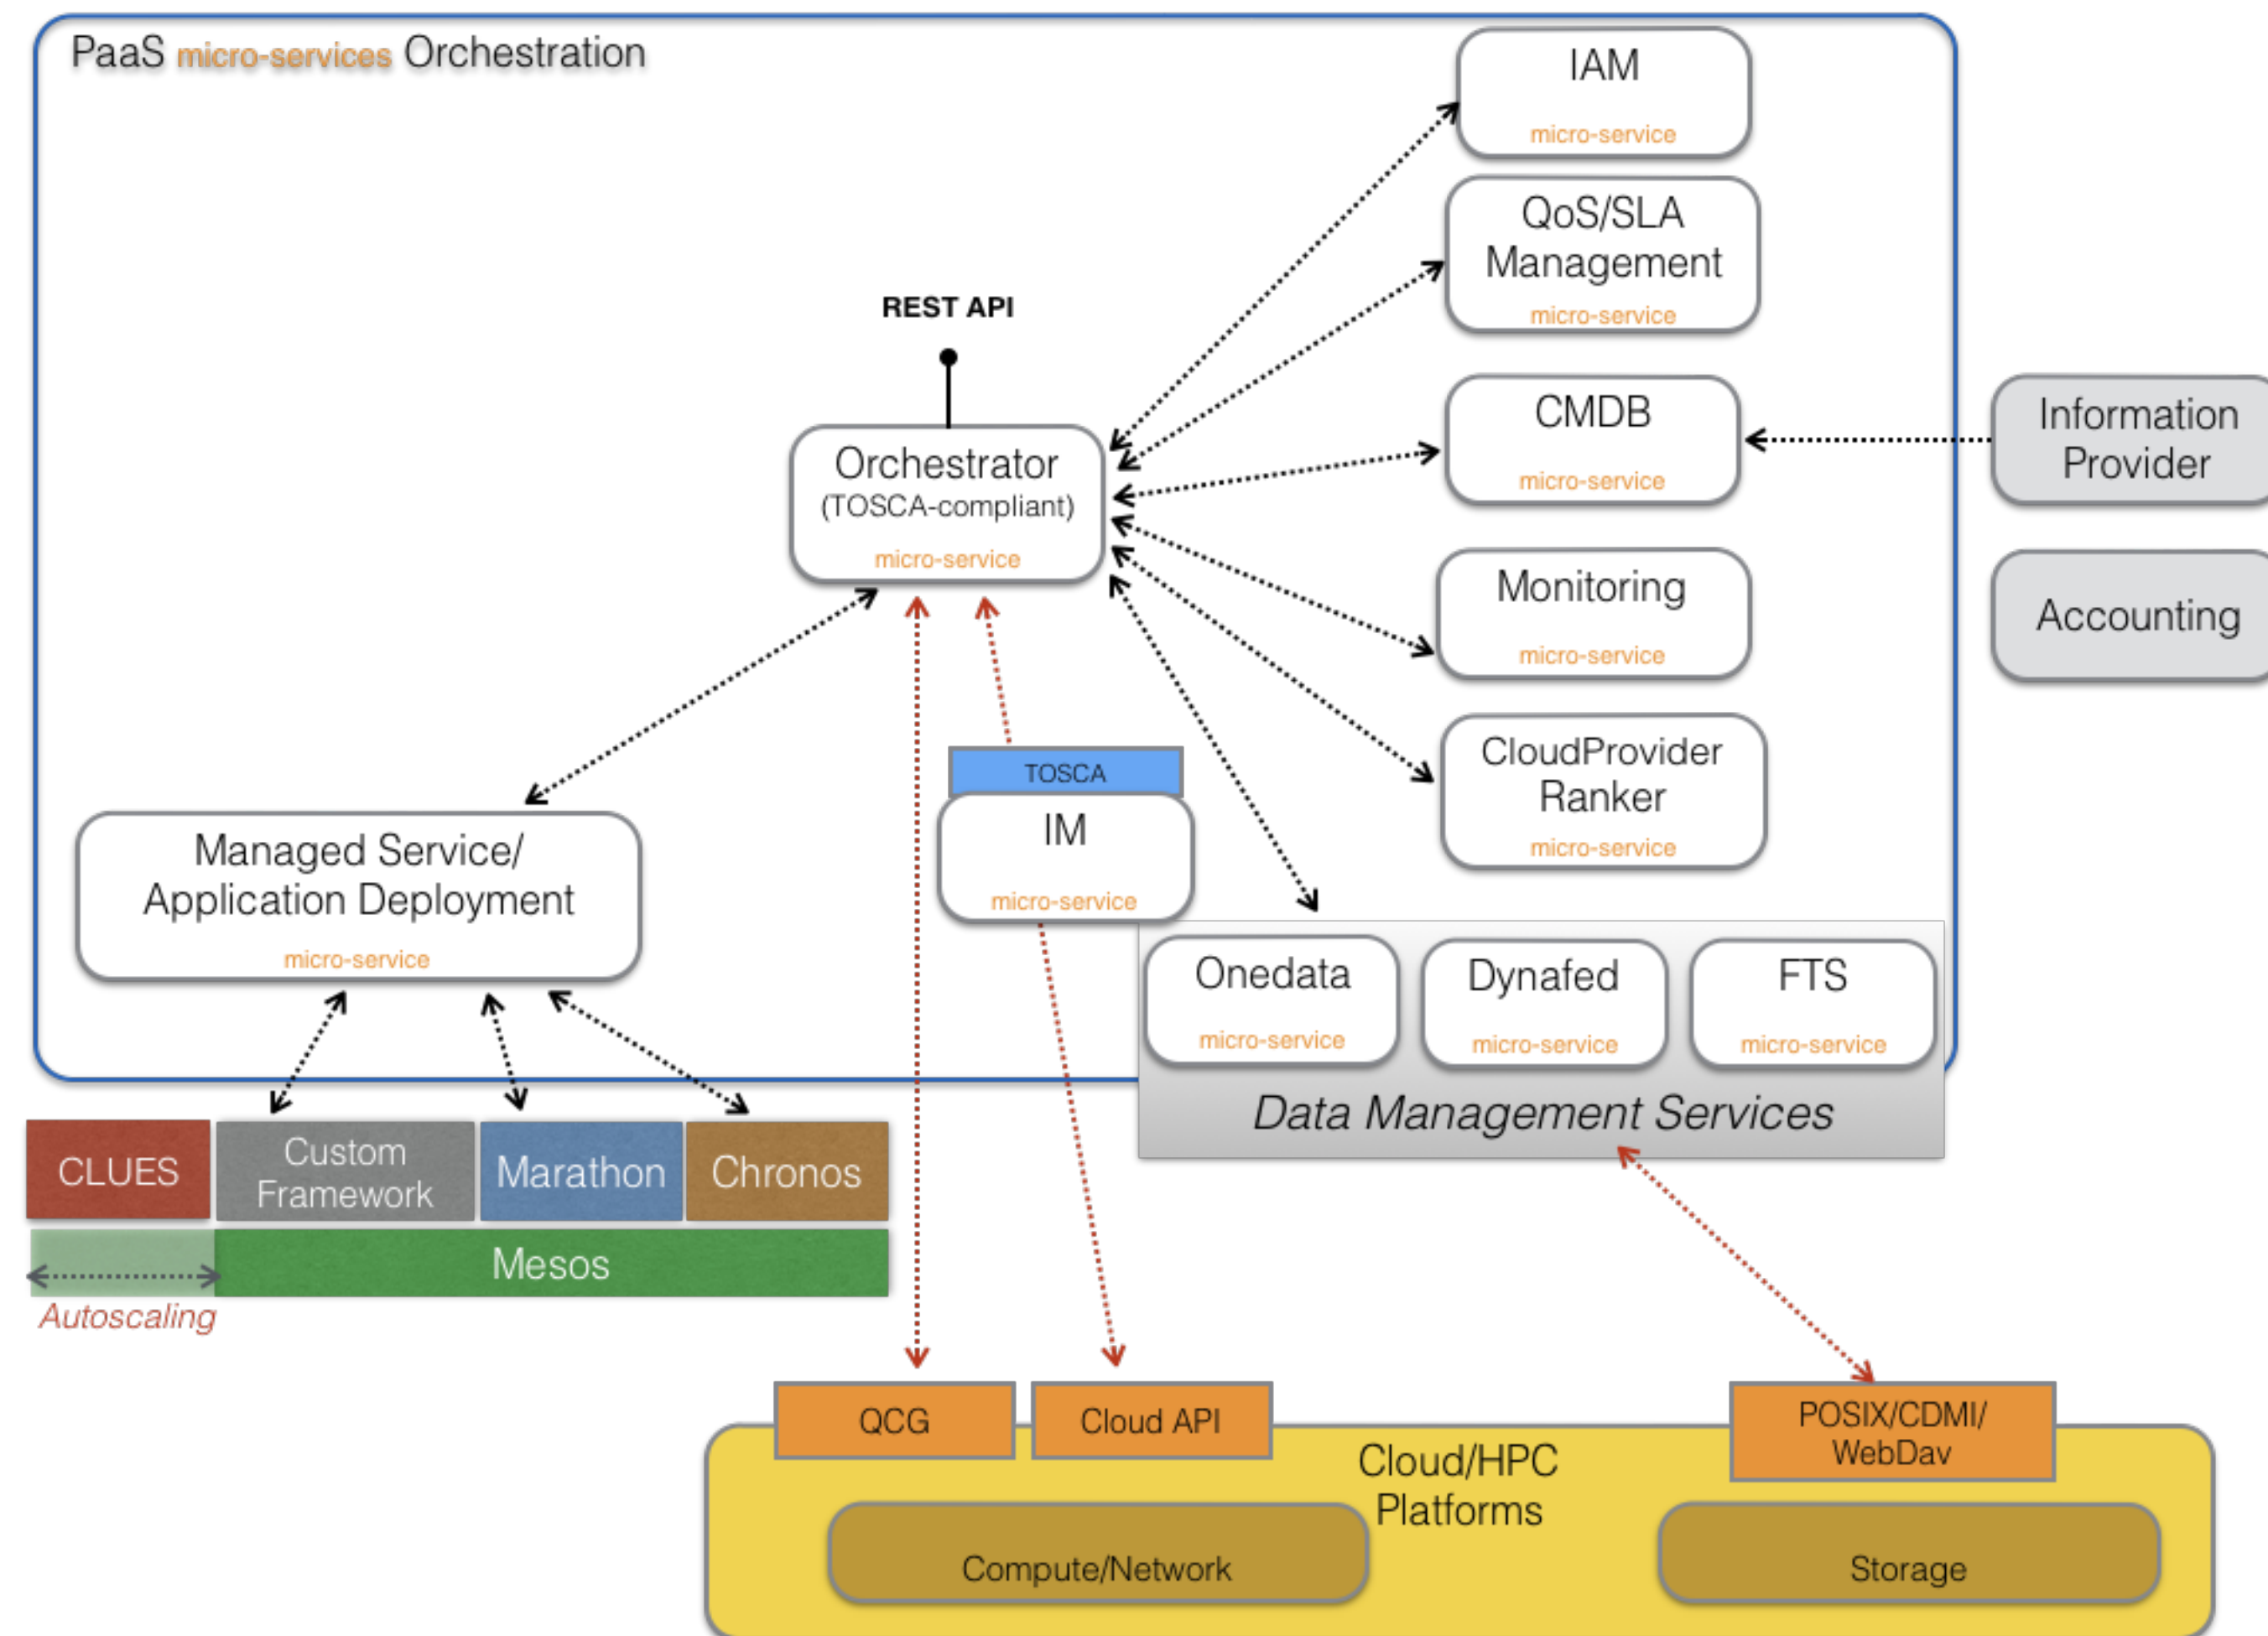 PaaS micro-services Orchestration
IAM
micro-service
QoS/SLA
Management
micro-service
REST API
CMDB
micro-service
Information
Provider
Orchestrator
(TOSCA-compliant)
micro-service
Monitoring
micro-service
Accounting
CloudProvider
Ranker
micro-service
TOSCA
IM
micro-service
Managed Service/
Application Deployment
micro-service
Onedata
micro-service
Dynafed
micro-service
FTS
micro-service
Data Management Services
CLUES
Custom
Framework
Marathon
Chronos
Mesos
Autoscaling
QCG
Cloud API
POSIX/CDMI/
WebDav
Cloud/HPC
Platforms
Compute/Network
Storage